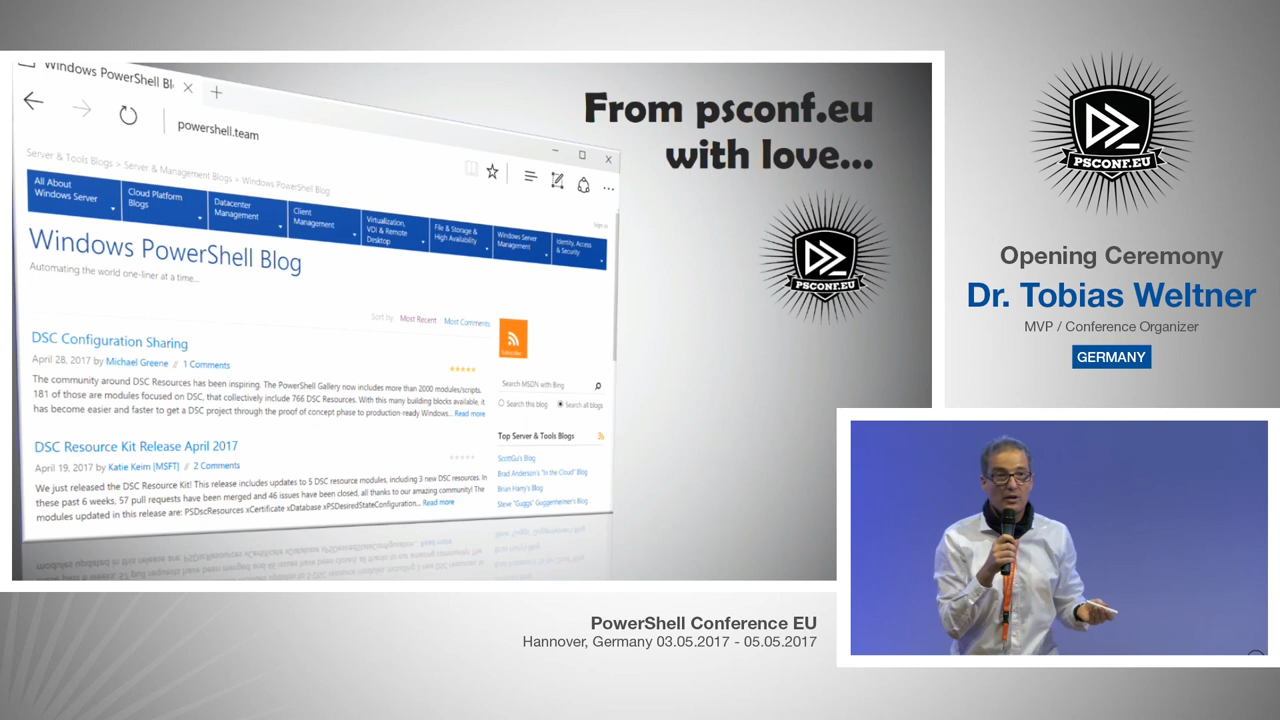 Windows PowerShell Bl
powershell.team
From psconf.eu
with love...
Server & Tools Blogs > Server & Management Blogs > Windows PowerShell Blog
Sign in
All About
Windows Server
Cloud Platform
Blogs
Datacenter
Management
Client
Management
Virtualization,
VDI & Remote
Desktop
File & Storage &
High Availability
Windows Server
Management
Identity, Access
& Security
Windows PowerShell Blog
Automating the world one-liner at a time...
PSCONF.EU
Sort by: Most Recent Most Comments
Subscribe
DSC Configuration Sharing
April 28, 2017 by Michael Greene // 1 Comments
The community around DSC Resources has been inspiring. The PowerShell Gallery now includes more than 2000 modules/scripts,
181 of those are modules focused on DSC, that collectively include 766 DSC Resources. With this many building blocks available, it
has become easier and faster to get a DSC project through the proof of concept phase to production-ready Windows... Read more
Search MSDN with Bing
Search this blog Search all blogs
Top Server & Tools Blogs
ScottGu's Blog
Brad Anderson's "In the Cloud" Blog
Brian Harry's Blog
Steve "Guggs" Guggenheimer's Blog
DSC Resource Kit Release April 2017
April 19, 2017 by Katie Keim [MSFT] // 2 Comments
We just released the DSC Resource Kit! This release includes updates to 5 DSC resource modules, including 3 new DSC resources. In
these past 6 weeks, 57 pull requests have been merged and 46 issues have been closed, all thanks to our amazing community! The
modules updated in this release are: PSDscResources xCertificate xDatabase xPSDesiredStateConfiguration... Read more
PSCONF.EU
Opening Ceremony
Dr. Tobias Weltner
MVP / Conference Organizer
GERMANY
PowerShell Conference EU
Hannover, Germany 03.05.2017 - 05.05.2017